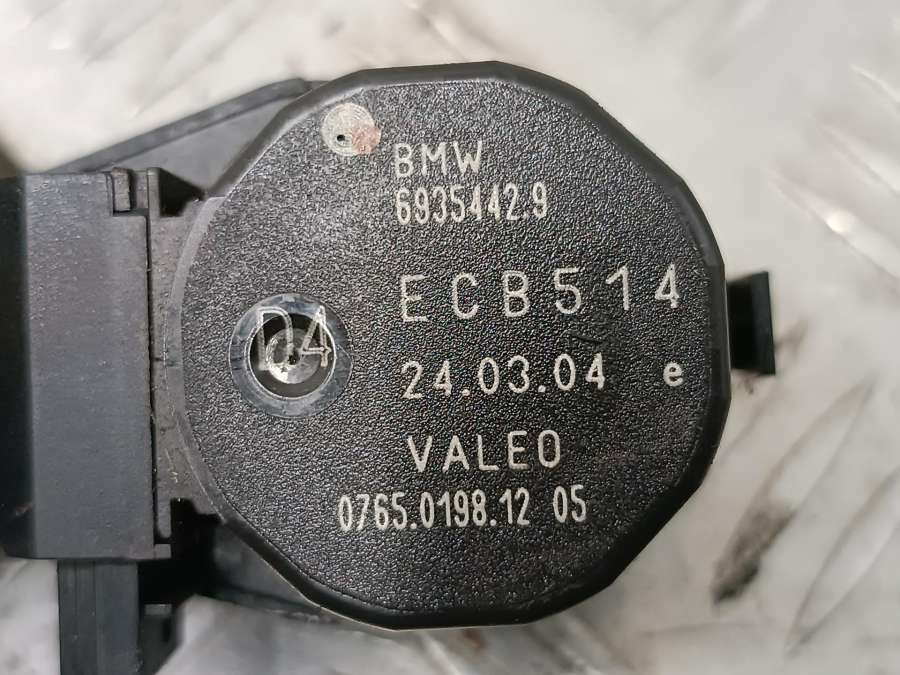 BMW
6935442.9
ECB514
D4
24.03.04 e
VALEO
0765.0198.12 05